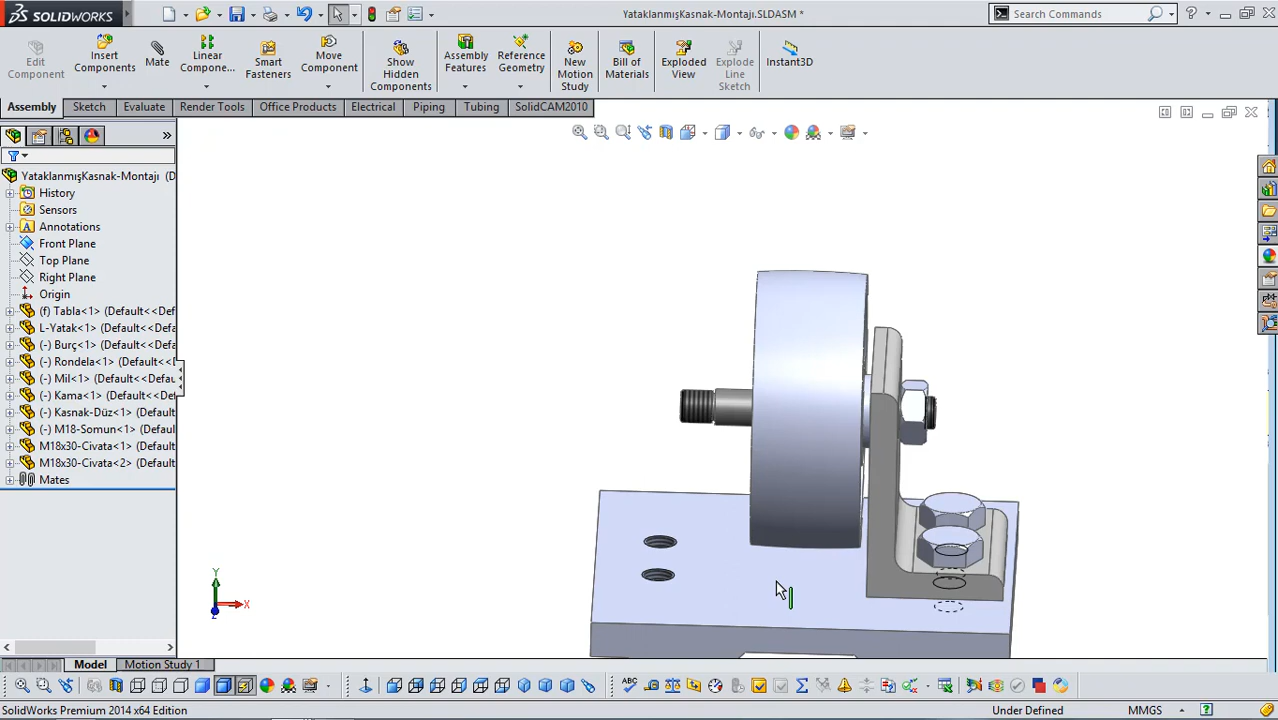 SOLIDWORKS
YataklanmışKasnak-Montajı.SLDASM *
Search Commands
Edit
Component
Insert
Components
Mate
Linear
Compone...
Smart
Fasteners
Move
Component
Show
Hidden
Components
Assembly
Features
Reference
Geometry
New
Motion
Study
Bill of
Materials
Exploded
View
Explode
Line
Sketch
Instant3D
Assembly
Sketch
Evaluate
Render Tools
Office Products
Electrical
Piping
Tubing
SolidCAM2010
YataklanmışKasnak-Montajı (D
History
Sensors
Annotations
Front Plane
Top Plane
Right Plane
Origin
(f) Tabla<1> (Default<<Def
L-Yatak<1> (Default<<Defa
(-) Burç<1> (Default<<Defa
(-) Rondela<1> (Default<<D
(-) Mil<1> (Default<<Defau
(-) Kama<1> (Default<<Def
(-) Kasnak-Düz<1> (Default
(-) M18-Somun<1> (Default
M18x30-Civata<1> (Default
M18x30-Civata<2> (Default
Mates
Y
X
Z
Model
Motion Study 1
SolidWorks Premium 2014 x64 Edition
Under Defined
MMGS